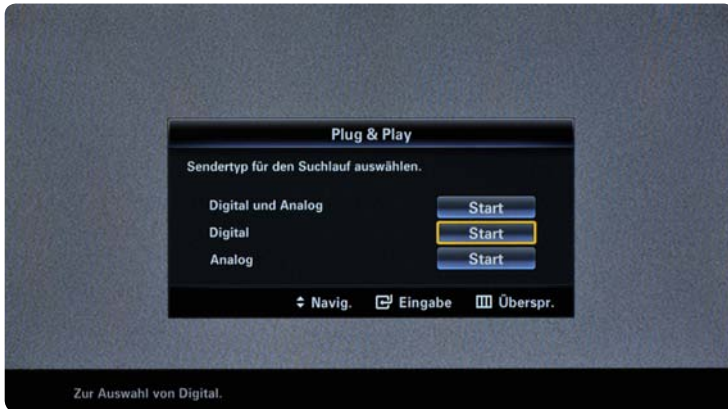 Plug & Play
Sendertyp für den Suchlauf auswählen.
Digital und Analog Start
Digital Start
Analog Start
Navig. Eingabe Überspr.
Zur Auswahl von Digital.